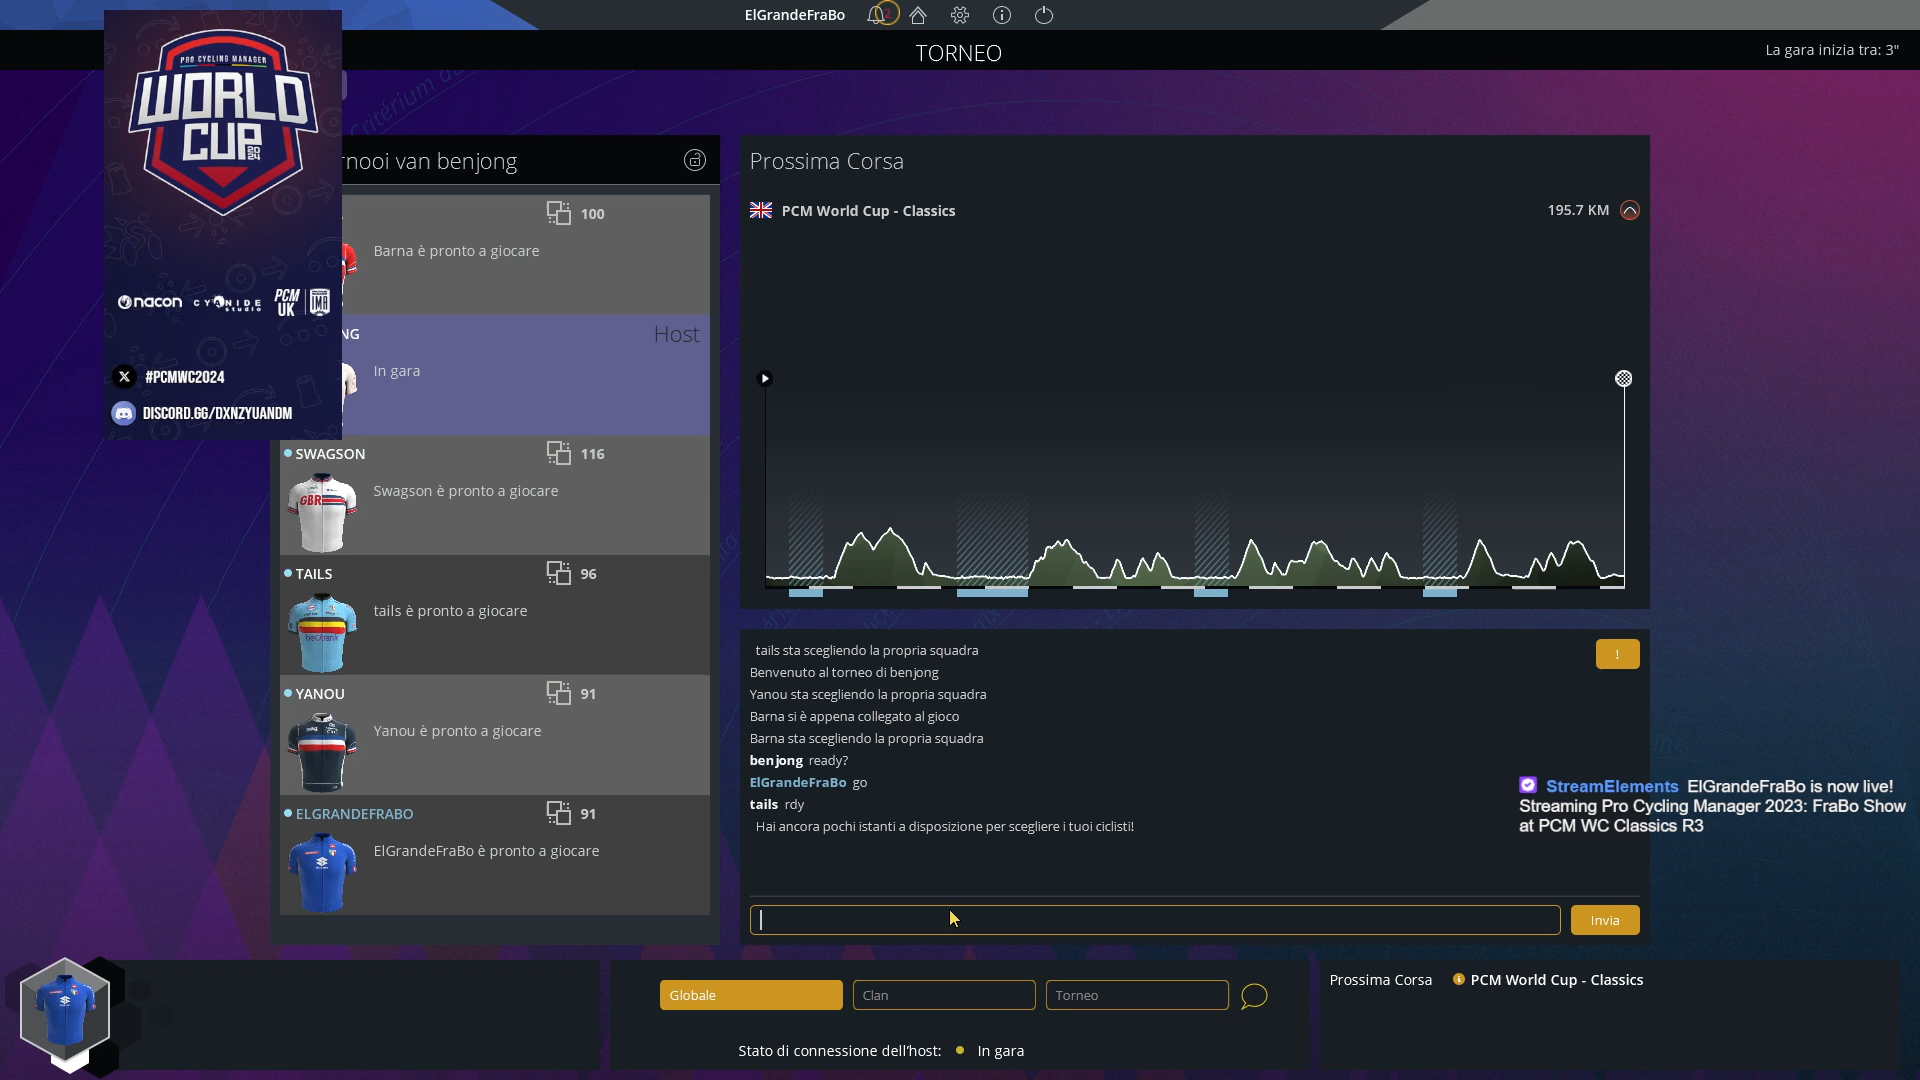 ElGrandeFraBo
2
TORNEO
La gara inizia tra: 3"
PRO CYCLING MANAGER
WORLD
CUP
nacon
CYANIDE
studio
PCM
UK
#PCMWC2024
DISCORD.GG/DXNZYUANDM
rnooi van benjong
100
Barna è pronto a giocare
NG
Host
In gara
SWAGSON
116
GBR
Swagson è pronto a giocare
TAILS
96
tails è pronto a giocare
YANOU
91
Yanou è pronto a giocare
ELGRANDEFRABO
91
ElGrandeFraBo è pronto a giocare
Prossima Corsa
PCM World Cup - Classics
195.7 KM
tails sta scegliendo la propria squadra
Benvenuto al torneo di benjong
Yanou sta scegliendo la propria squadra
Barna si è appena collegato al gioco
Barna sta scegliendo la propria squadra
benjong ready?
ElGrandeFraBo go
tails rdy
Hai ancora pochi istanti a disposizione per scegliere i tuoi ciclisti!
!
Invia
StreamElements ElGrandeFraBo is now live!
Streaming Pro Cycling Manager 2023: FraBo Show
at PCM WC Classics R3
Globale
Clan
Torneo
Stato di connessione dell'host:
In gara
Prossima Corsa
PCM World Cup - Classics